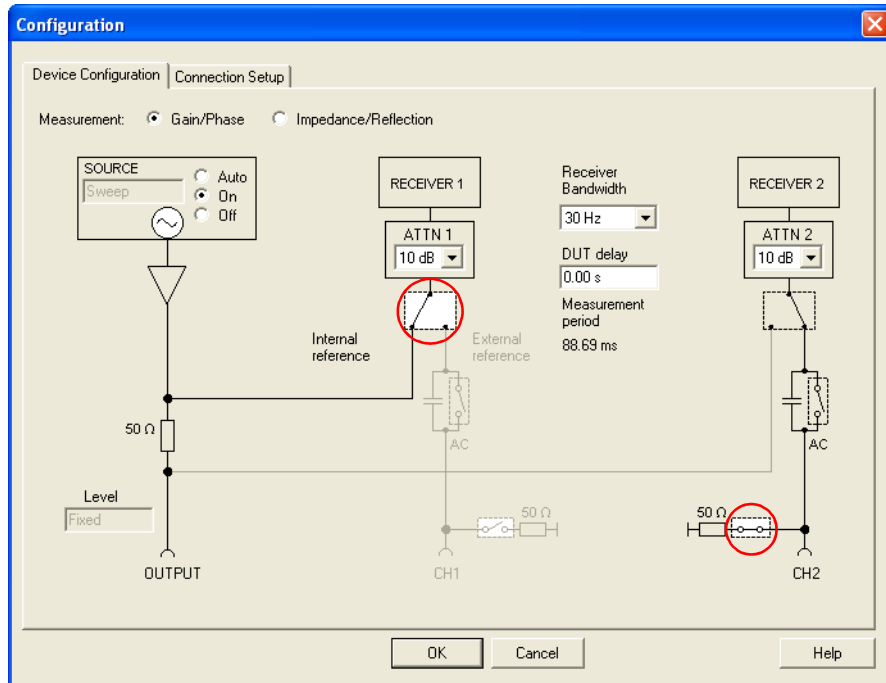 Configuration
Device Configuration
Connection Setup
Measurement:
Gain/Phase
Impedance/Reflection
SOURCE
Sweep
Auto
On
Off
RECEIVER 1
ATTN 1
10 dB
Receiver
Bandwidth
30 Hz
DUT delay
0.00 s
Measurement
period
88.69 ms
RECEIVER 2
ATTN 2
10 dB
Internal
reference
External
reference
50 Ω
AC
AC
Level
Fixed
50 Ω
50 Ω
OUTPUT
CH1
CH2
OK
Cancel
Help